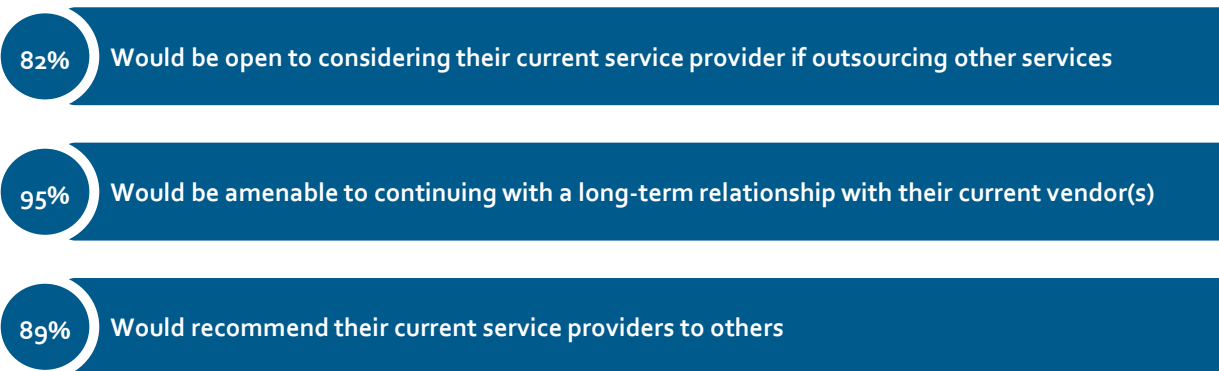 82% Would be open to considering their current service provider if outsourcing other services
95% Would be amenable to continuing with a long-term relationship with their current vendor(s)
89% Would recommend their current service providers to others